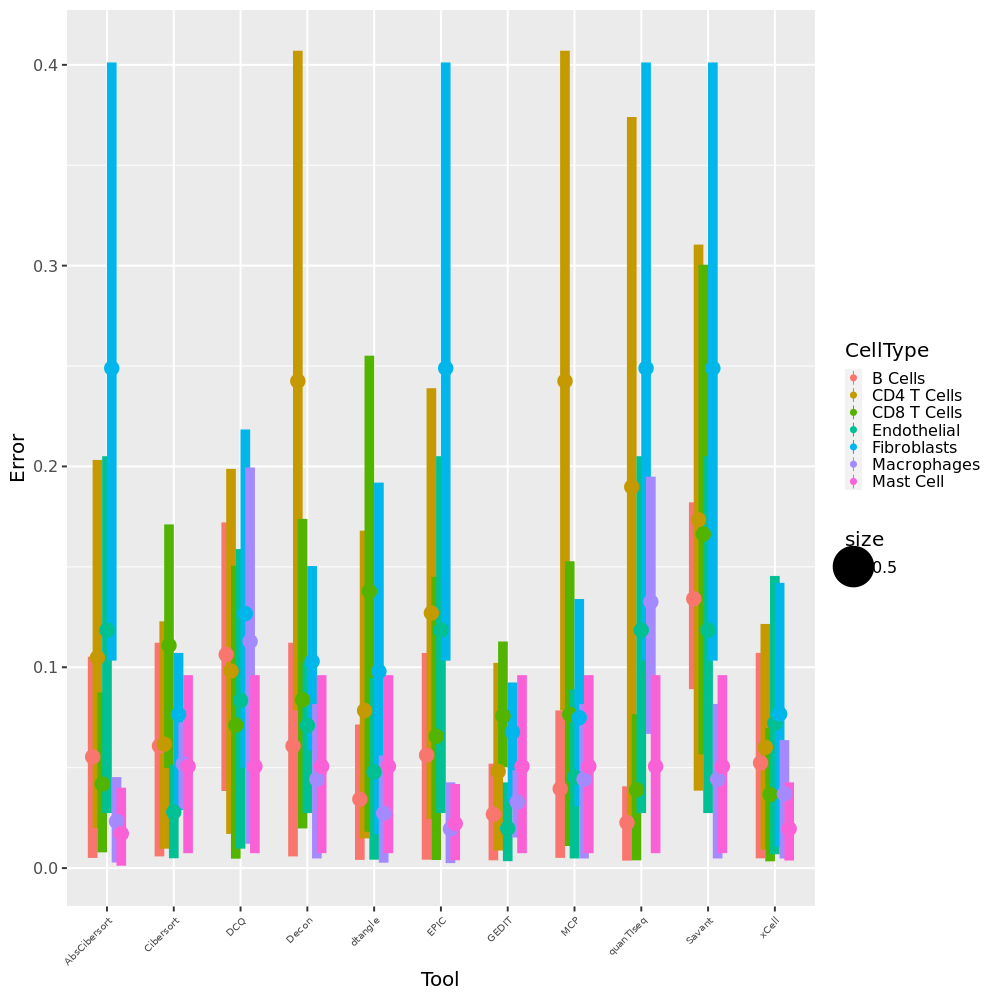 0.4
0.3
0.2
0.1
0.0
Error
AbsCibersort
Cibersort
DCQ
Decon
dtangle
EPIC
GEDIT
MCP
quanTIseq
Savant
xCell
Tool
CellType
B Cells
CD4 T Cells
CD8 T Cells
Endothelial
Fibroblasts
Macrophages
Mast Cell
size
0.5